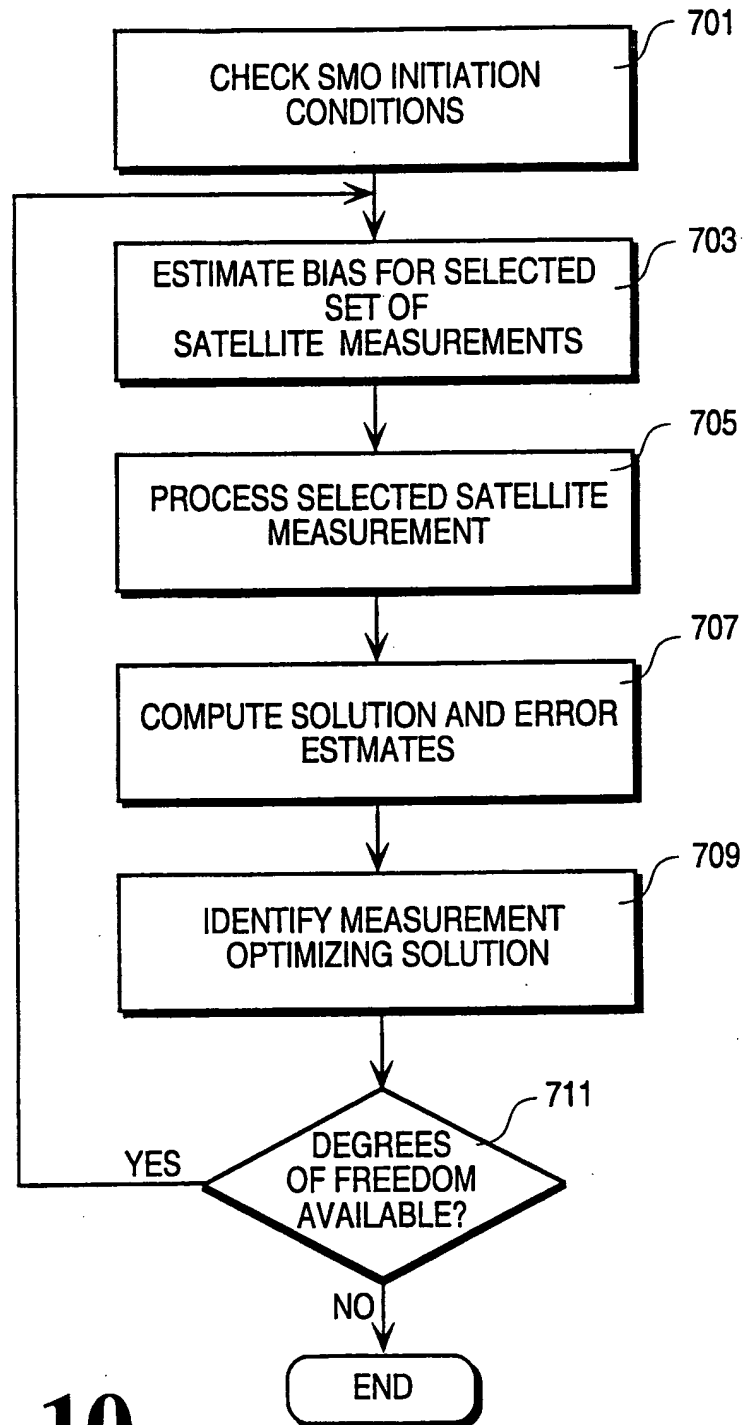 701
CHECK SMO INITIATION
CONDITIONS
703
ESTIMATE BIAS FOR SELECTED
SET OF
SATELLITE MEASUREMENTS
705
PROCESS SELECTED SATELLITE
MEASUREMENT
707
COMPUTE SOLUTION AND ERROR
ESTMATES
709
IDENTIFY MEASUREMENT
OPTIMIZING SOLUTION
711
DEGREES
OF FREEDOM
AVAILABLE?
YES
NO
END
10